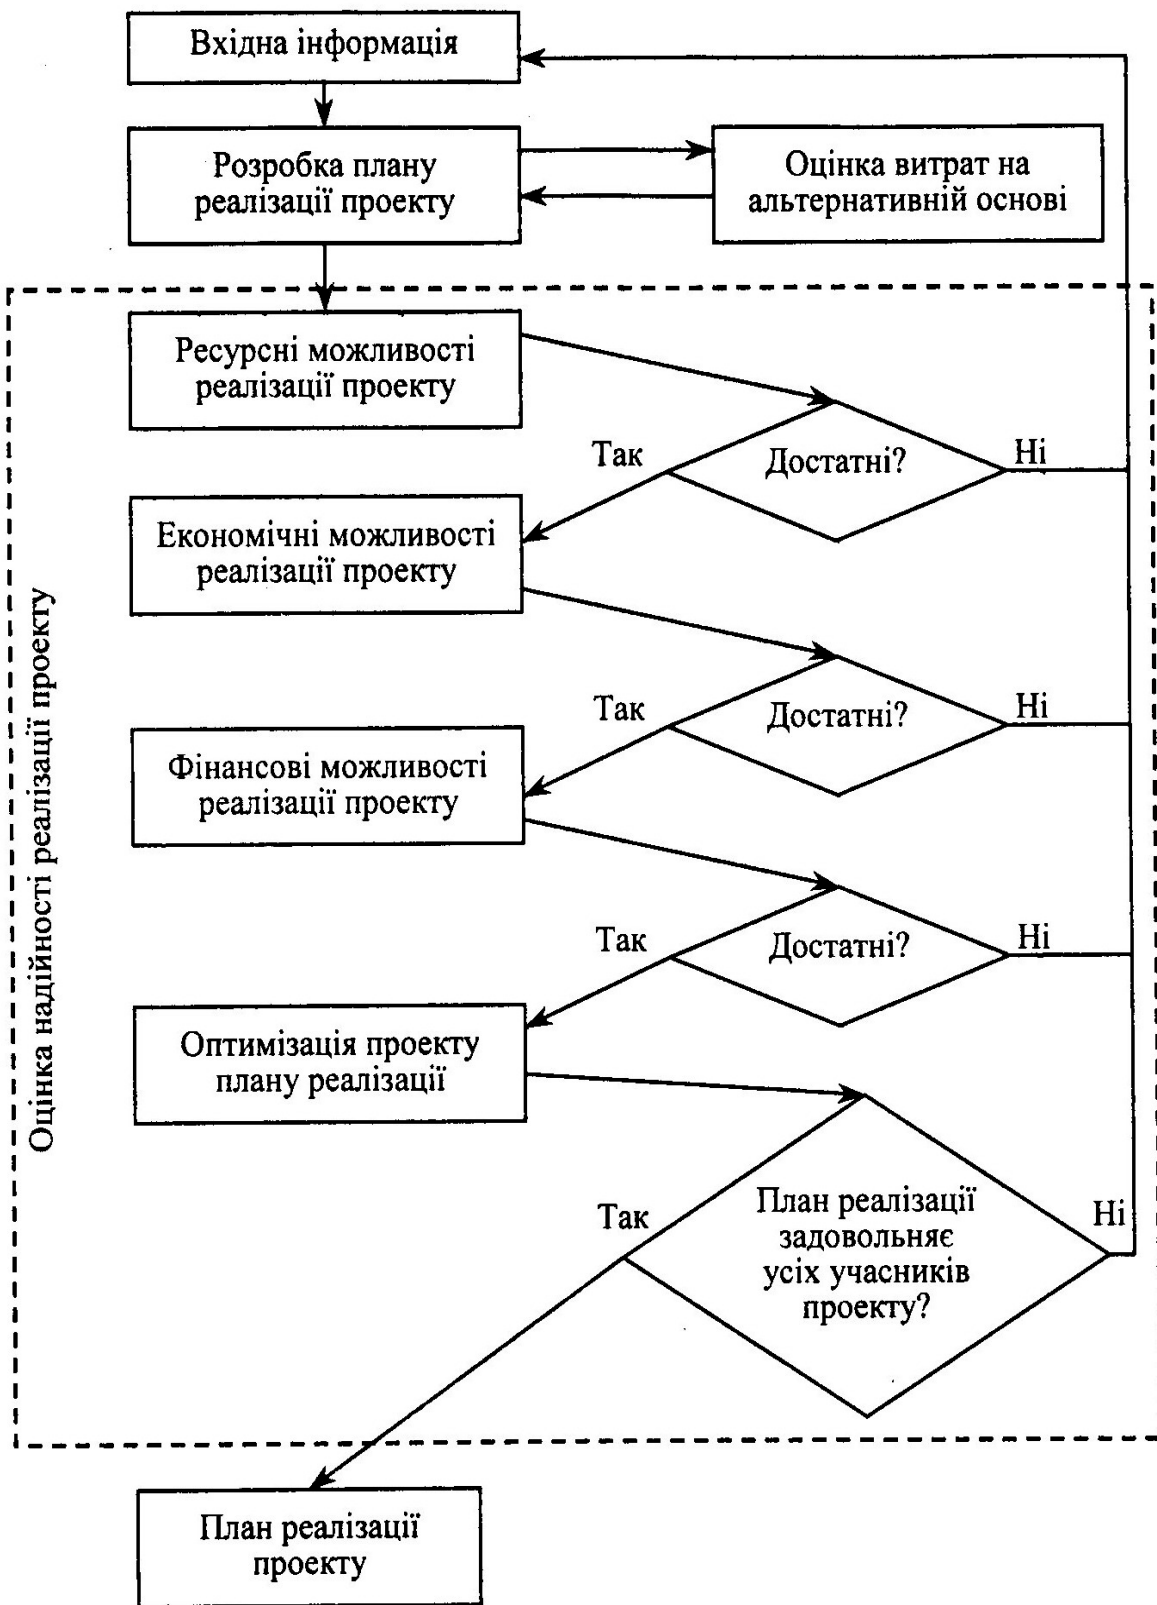 Вхідна інформація
Розробка плану
реалізації проекту
Оцінка витрат на
альтернативній основі
Оцінка надійності реалізації проекту
Ресурсні можливості
реалізації проекту
Достатні?
Так
Ні
Економічні можливості
реалізації проекту
Достатні?
Так
Ні
Фінансові можливості
реалізації проекту
Достатні?
Так
Ні
Оптимізація проекту
плану реалізації
План реалізації
задовольняє
усіх учасників
проекту?
Так
Ні
План реалізації
проекту